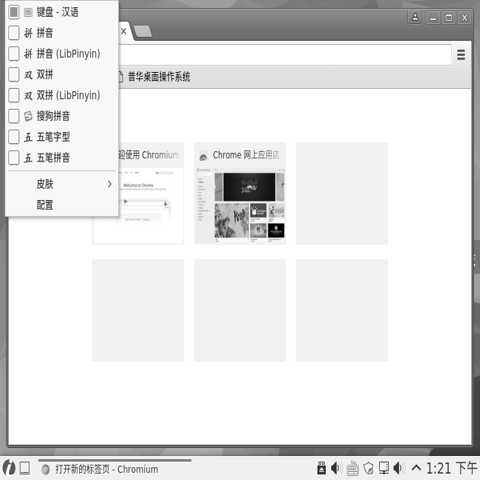 键盘 - 汉语
拼音
拼音 (LibPinyin)
双拼
双拼 (LibPinyin)
搜狗拼音
五笔字型
五笔拼音
皮肤
配置
普华桌面操作系统
迎使用 Chromium
Chrome 网上应用店
Welcome to Chrome
打开新的标签页 - Chromium
1:21 下午